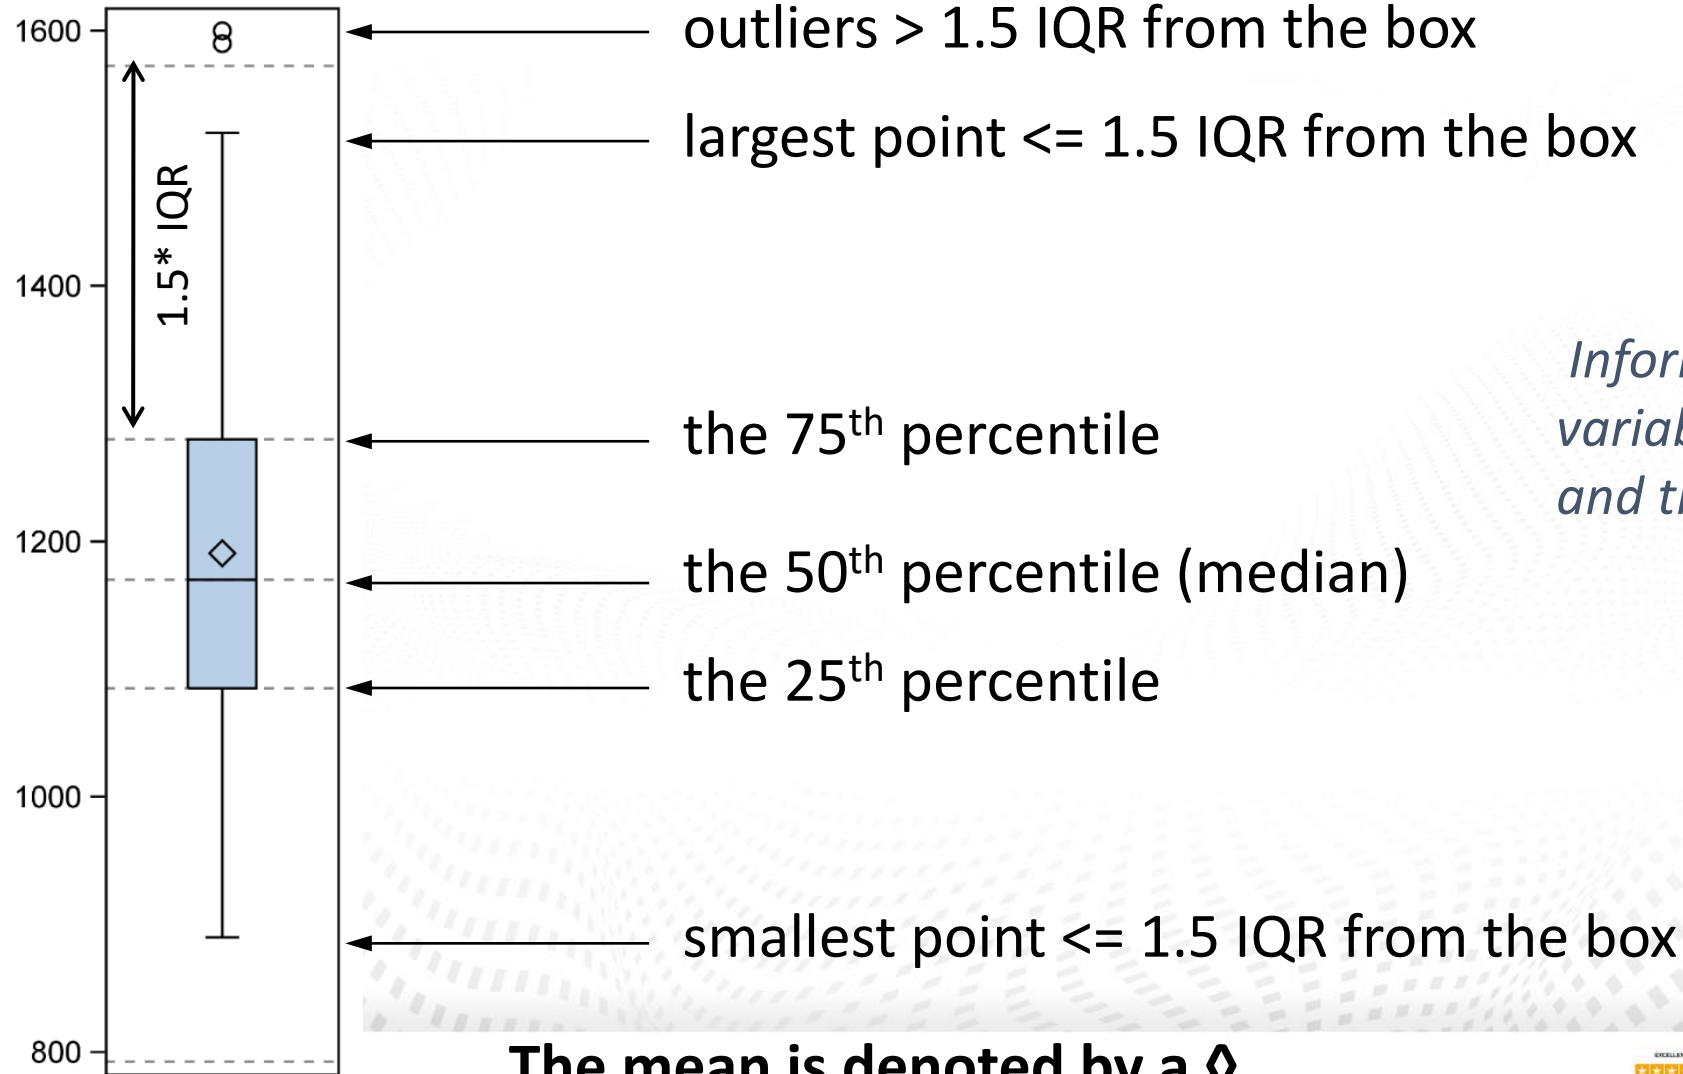 1600
outliers > 1.5 IQR from the box
largest point <= 1.5 IQR from the box
1.5* IQR
1400
the 75th percentile
1200
the 50th percentile (median)
the 25th percentile
1000
smallest point <= 1.5 IQR from the box
800
The mean is denoted by a ◊
variab
and t